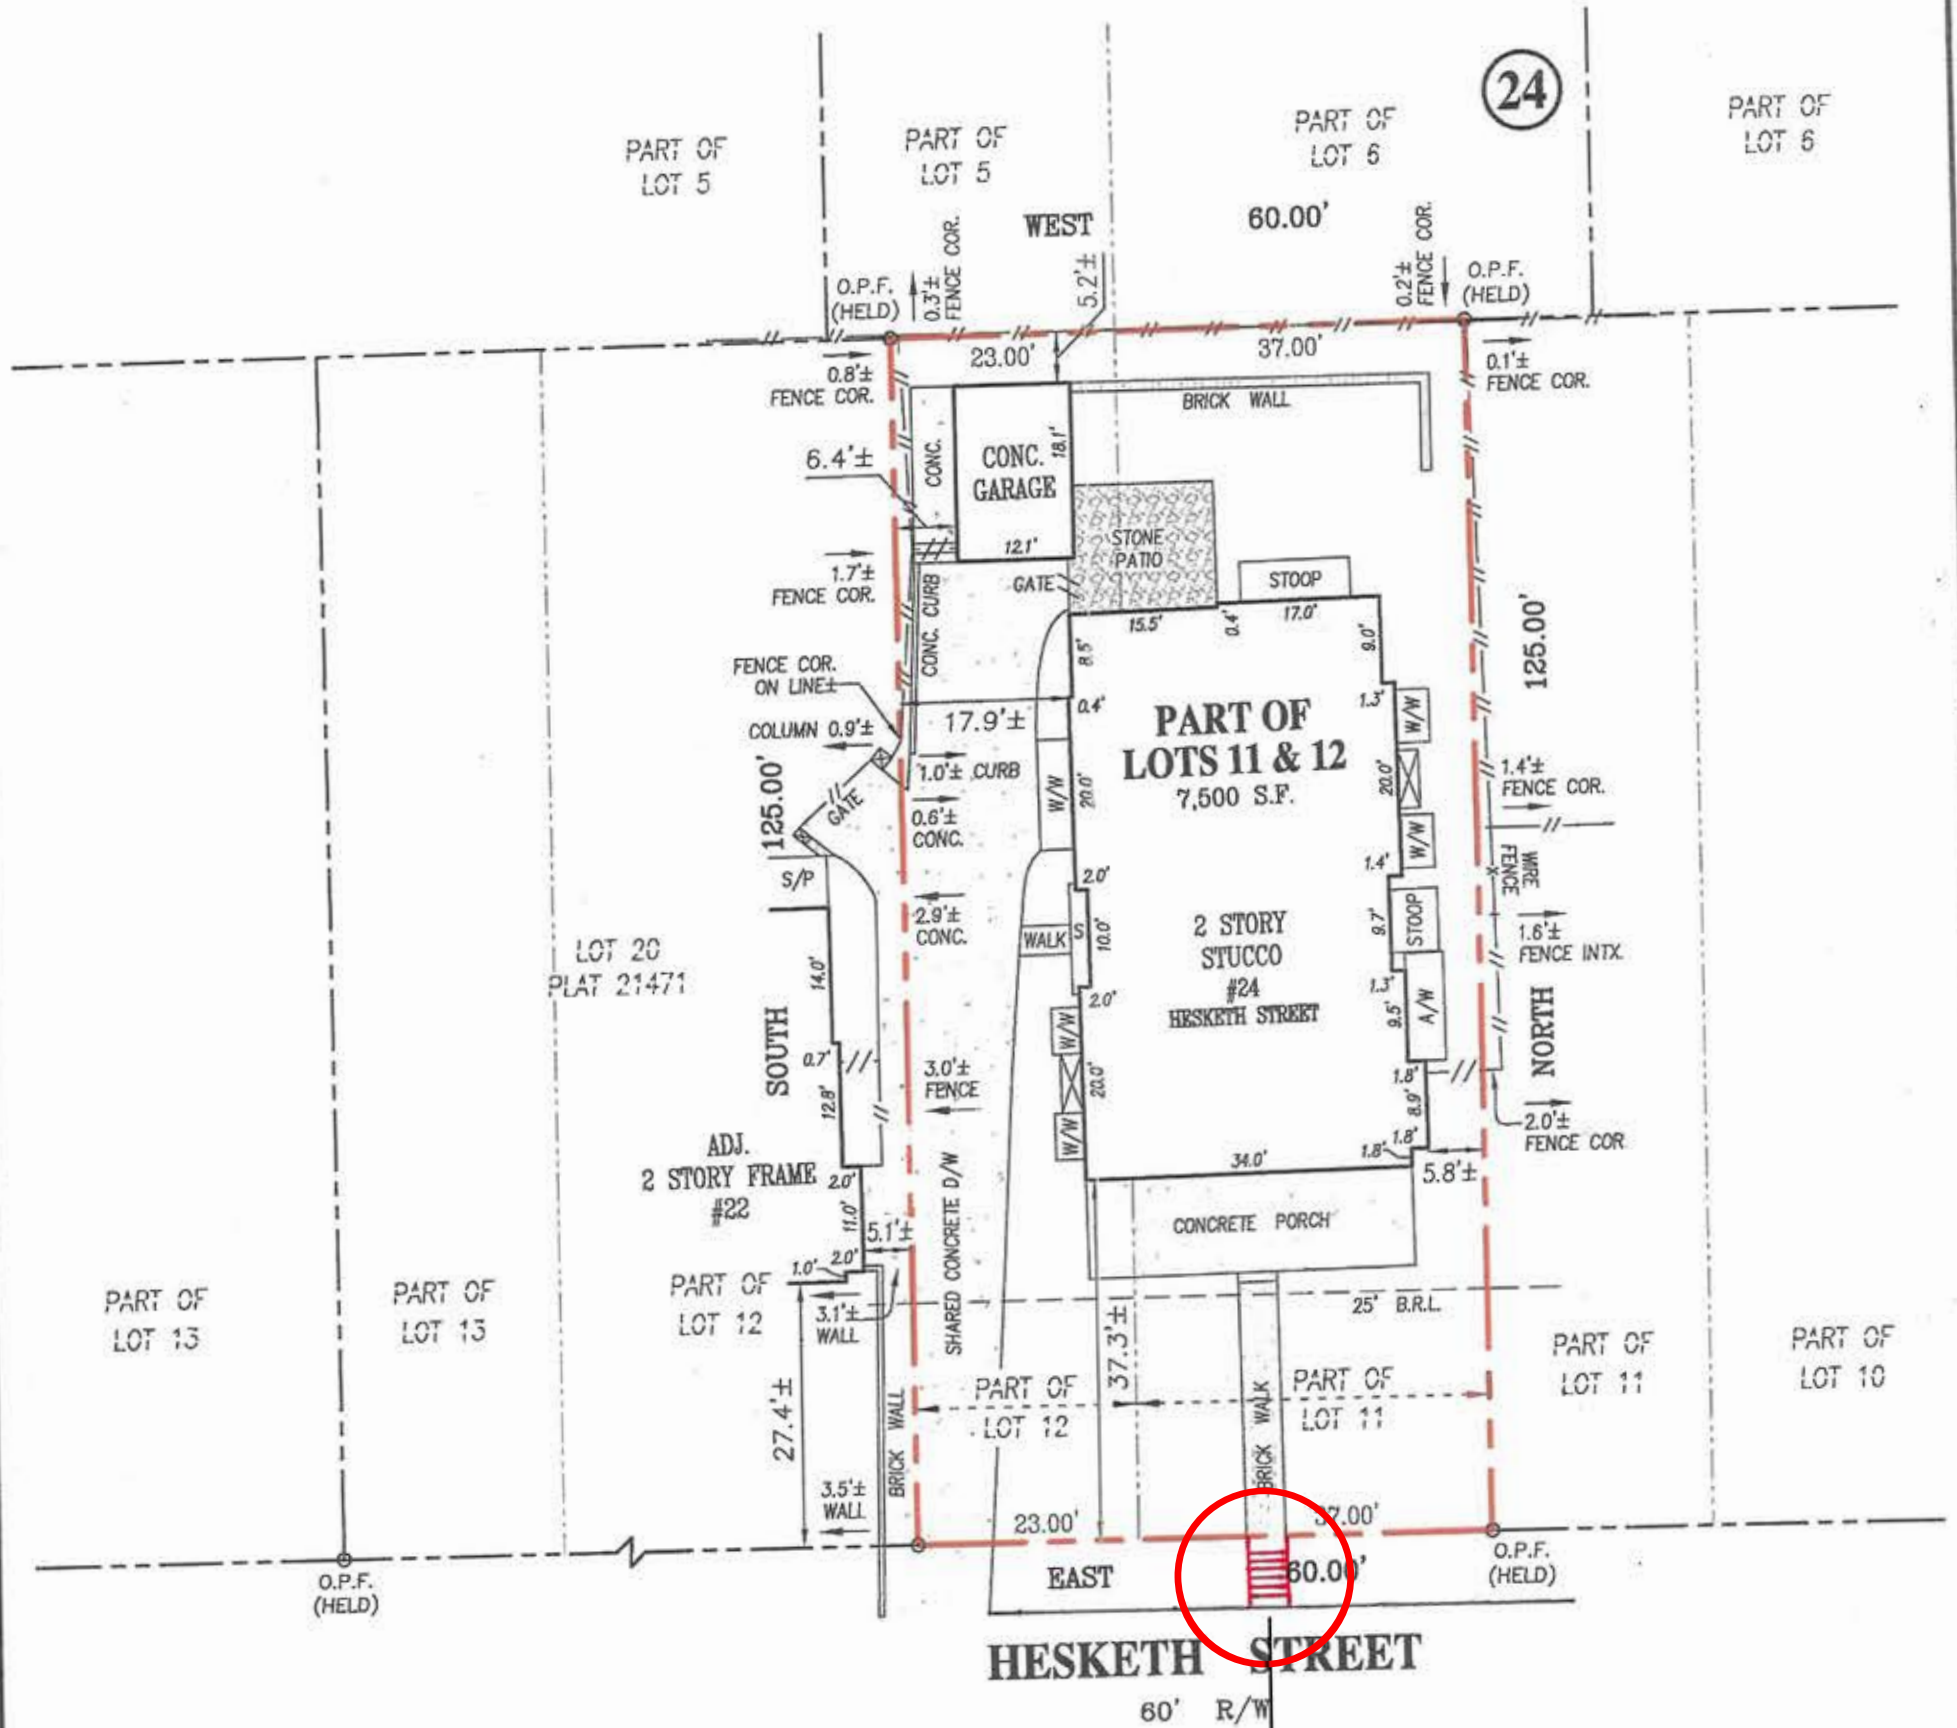 24
PART OF
LOT 5
PART OF
LOT 5
PART OF
LOT 6
PART OF
LOT 6
WEST
60.00'
O.P.F.
(HELD)
0.3'±
FENCE COR.
5.2'±
0.2'±
FENCE COR.
O.P.F.
(HELD)
23.00'
37.00'
0.8'±
FENCE COR.
0.1'±
FENCE COR.
BRICK WALL
6.4'±
CONC.
CONC.
GARAGE
18.1'
12.1'
STONE
PATIO
GATE
STOOP
1.7'±
FENCE COR.
CONC. CURB
15.5'
0.4'
17.0'
8.5'
9.0'
125.00'
FENCE COR.
ON LINE±
COLUMN 0.9'±
17.9'±
0.4'
1.3'
W/W
PART OF
LOTS 11 & 12
7,500 S.F.
1.0'± CURB
125.00'
GATE
W/W
20.0'
20.0'
1.4'±
FENCE COR.
0.6'±
CONC.
W/W
1.4'
WIRE
FENCE
S/P
2.0'
2.9'±
CONC.
WALK
S
10.0'
2 STORY
STUCCO
#24
HESKETH STREET
9.7'
STOOP
1.6'±
FENCE INTX.
LOT 20
PLAT 21471
14.0'
SOUTH
2.0'
1.3'
9.5'
A/W
NORTH
0.7'
W/W
3.0'±
FENCE
20.0'
1.8'
12.8'
8.9'
2.0'±
FENCE COR
W/W
ADJ.
2 STORY FRAME
#22
2.0'
34.0'
1.8'
1.8'
5.8'±
11.0'
5.1'±
SHARED CONCRETE D/W
CONCRETE PORCH
1.0'
2.0'
PART OF
LOT 13
PART OF
LOT 13
PART OF
LOT 12
3.1'±
WALL
25' B.R.L.
37.3'±
PART OF
LOT 12
BRICK WALK
PART OF
LOT 11
PART OF
LOT 11
PART OF
LOT 10
27.4'±
BRICK WALL
3.5'±
WALL
23.00'
37.00'
O.P.F.
(HELD)
EAST
60.00'
O.P.F.
(HELD)
HESKETH STREET
60' R/W